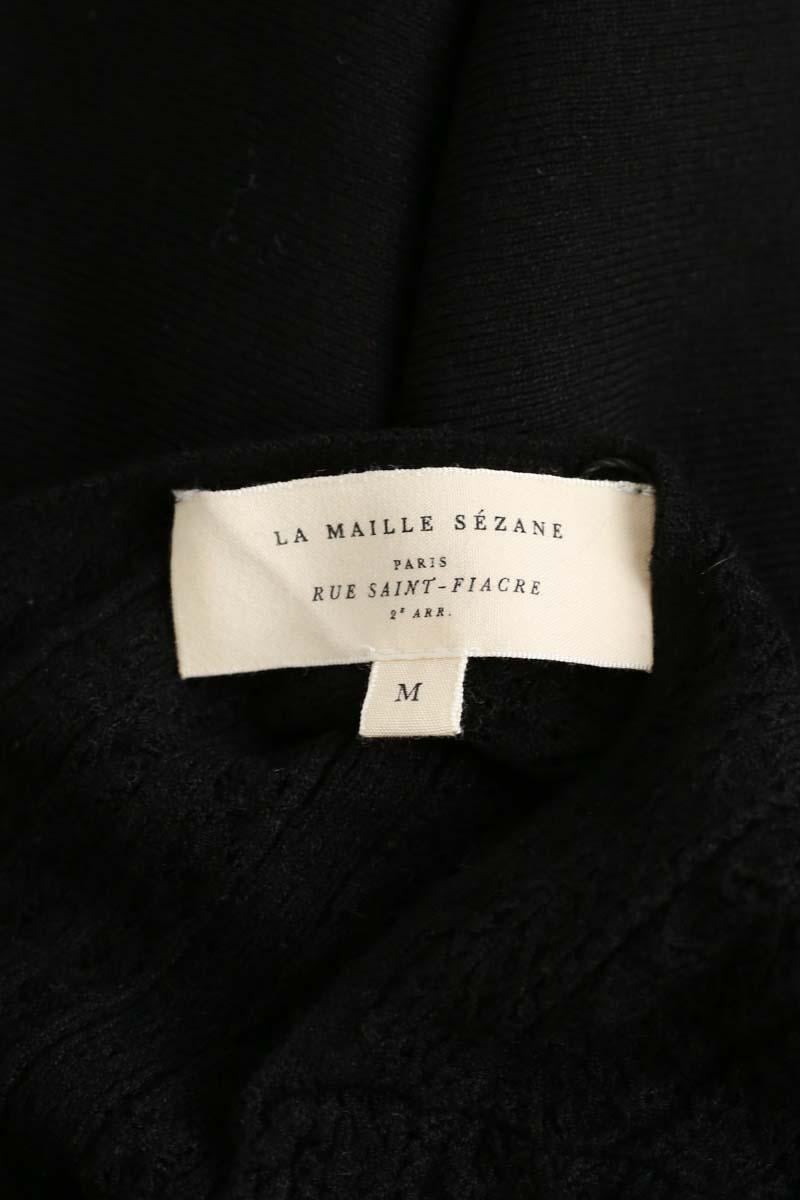 LA MAILLE SÉZANE
PARIS
RUE SAINT-FIACRE
2E ARR.
M